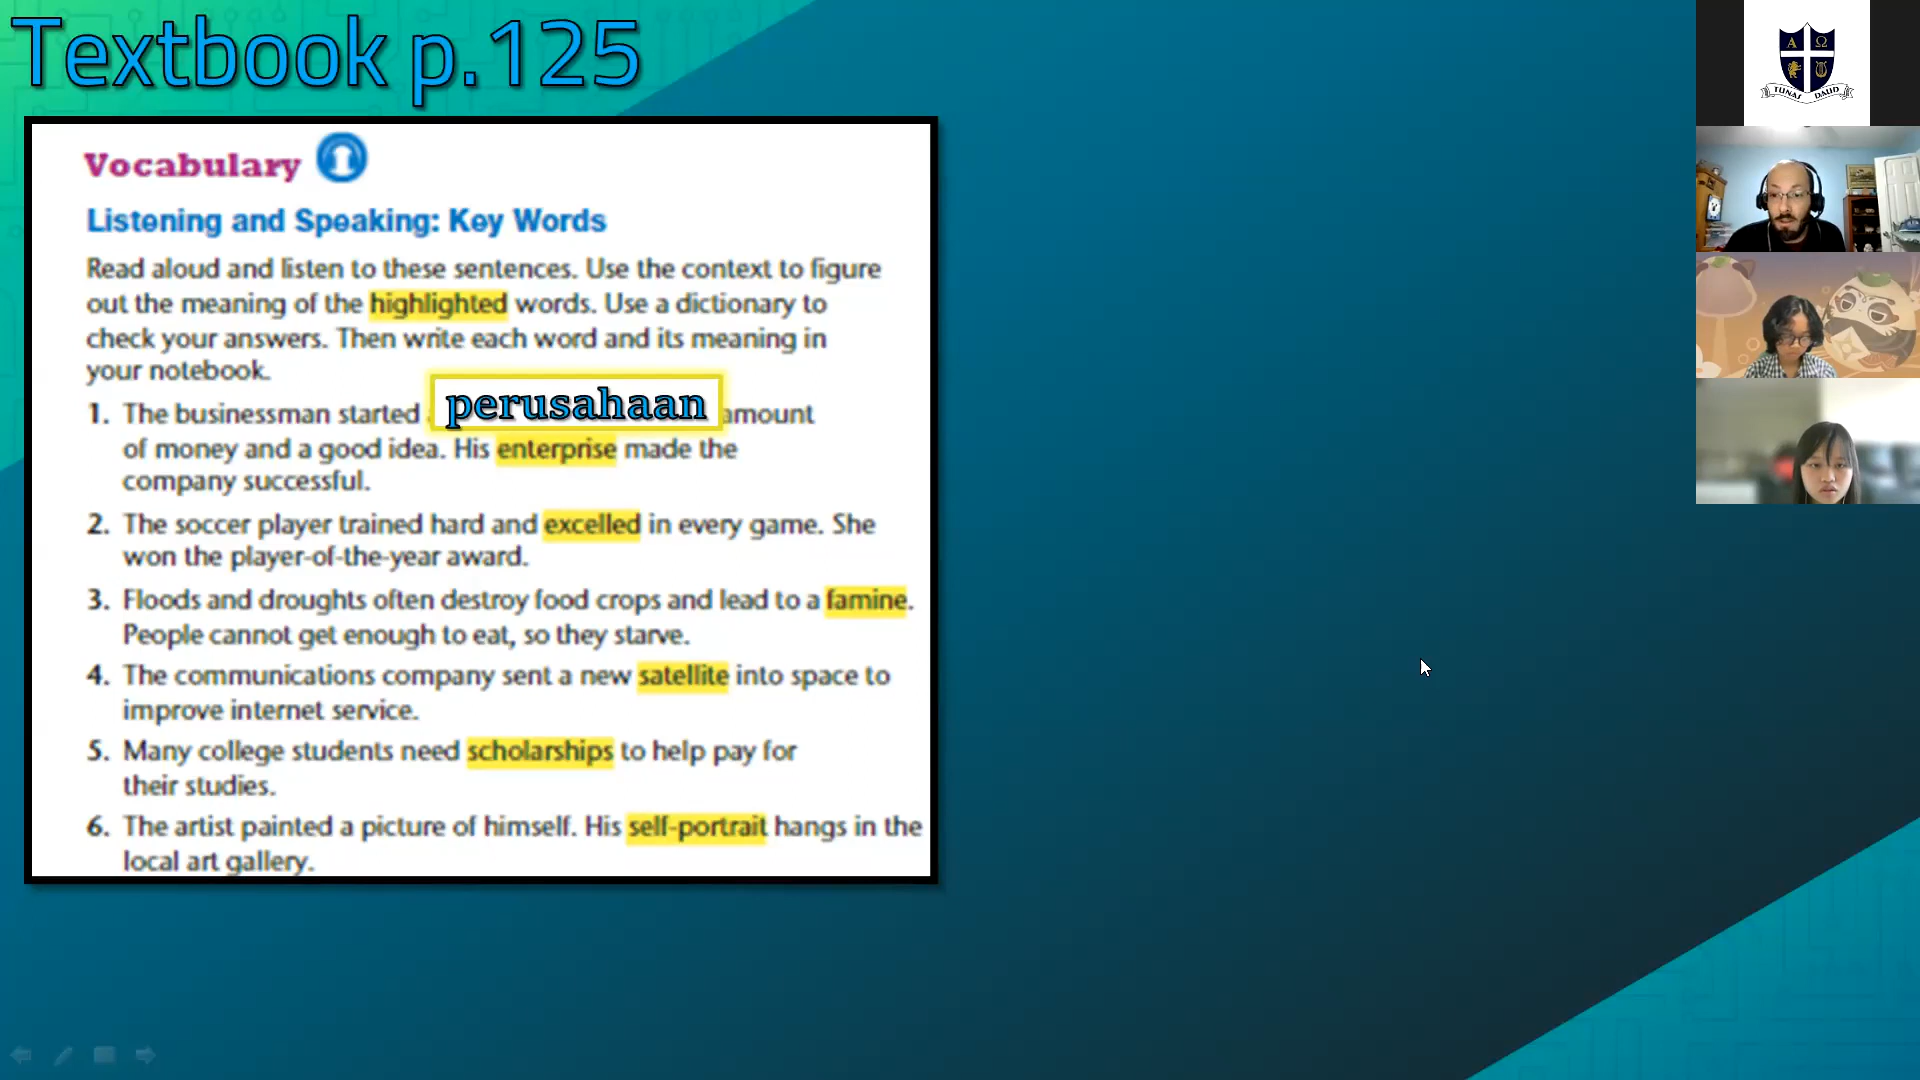 Textbook p.125
Vocabulary
Listening and Speaking: Key Words
Read aloud and listen to these sentences. Use the context to figure
out the meaning of the highlighted words. Use a dictionary to
check your answers. Then write each word and its meaning in
your notebook.
perusahaan
1. The businessman started amount
of money and a good idea. His enterprise made the
company successful.
2. The soccer player trained hard and excelled in every game. She
won the player-of-the-year award.
3. Floods and droughts often destroy food crops and lead to a famine.
People cannot get enough to eat, so they starve.
4. The communications company sent a new satellite into space to
improve internet service.
5. Many college students need scholarships to help pay for
their studies.
6. The artist painted a picture of himself. His self-portrait hangs in the
local art gallery.
Α Ω
TUNAS DAUD